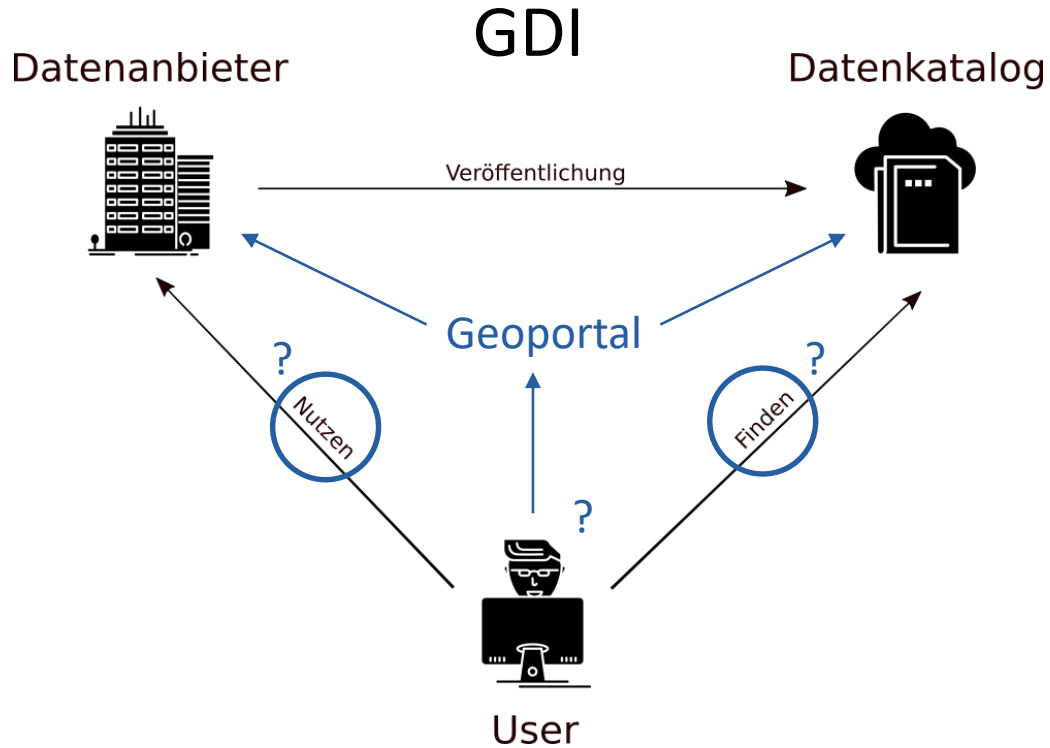 GDI
Datenanbieter
Datenkatalog
Veröffentlichung
Geoportal
?
?
Nutzen
Finden
?
User